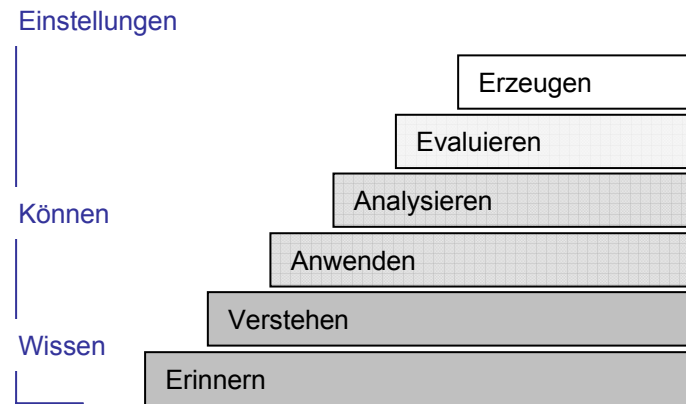 Einstellungen
Erzeugen
Evaluieren
Analysieren
Können
Anwenden
Verstehen
Wissen
Erinnern